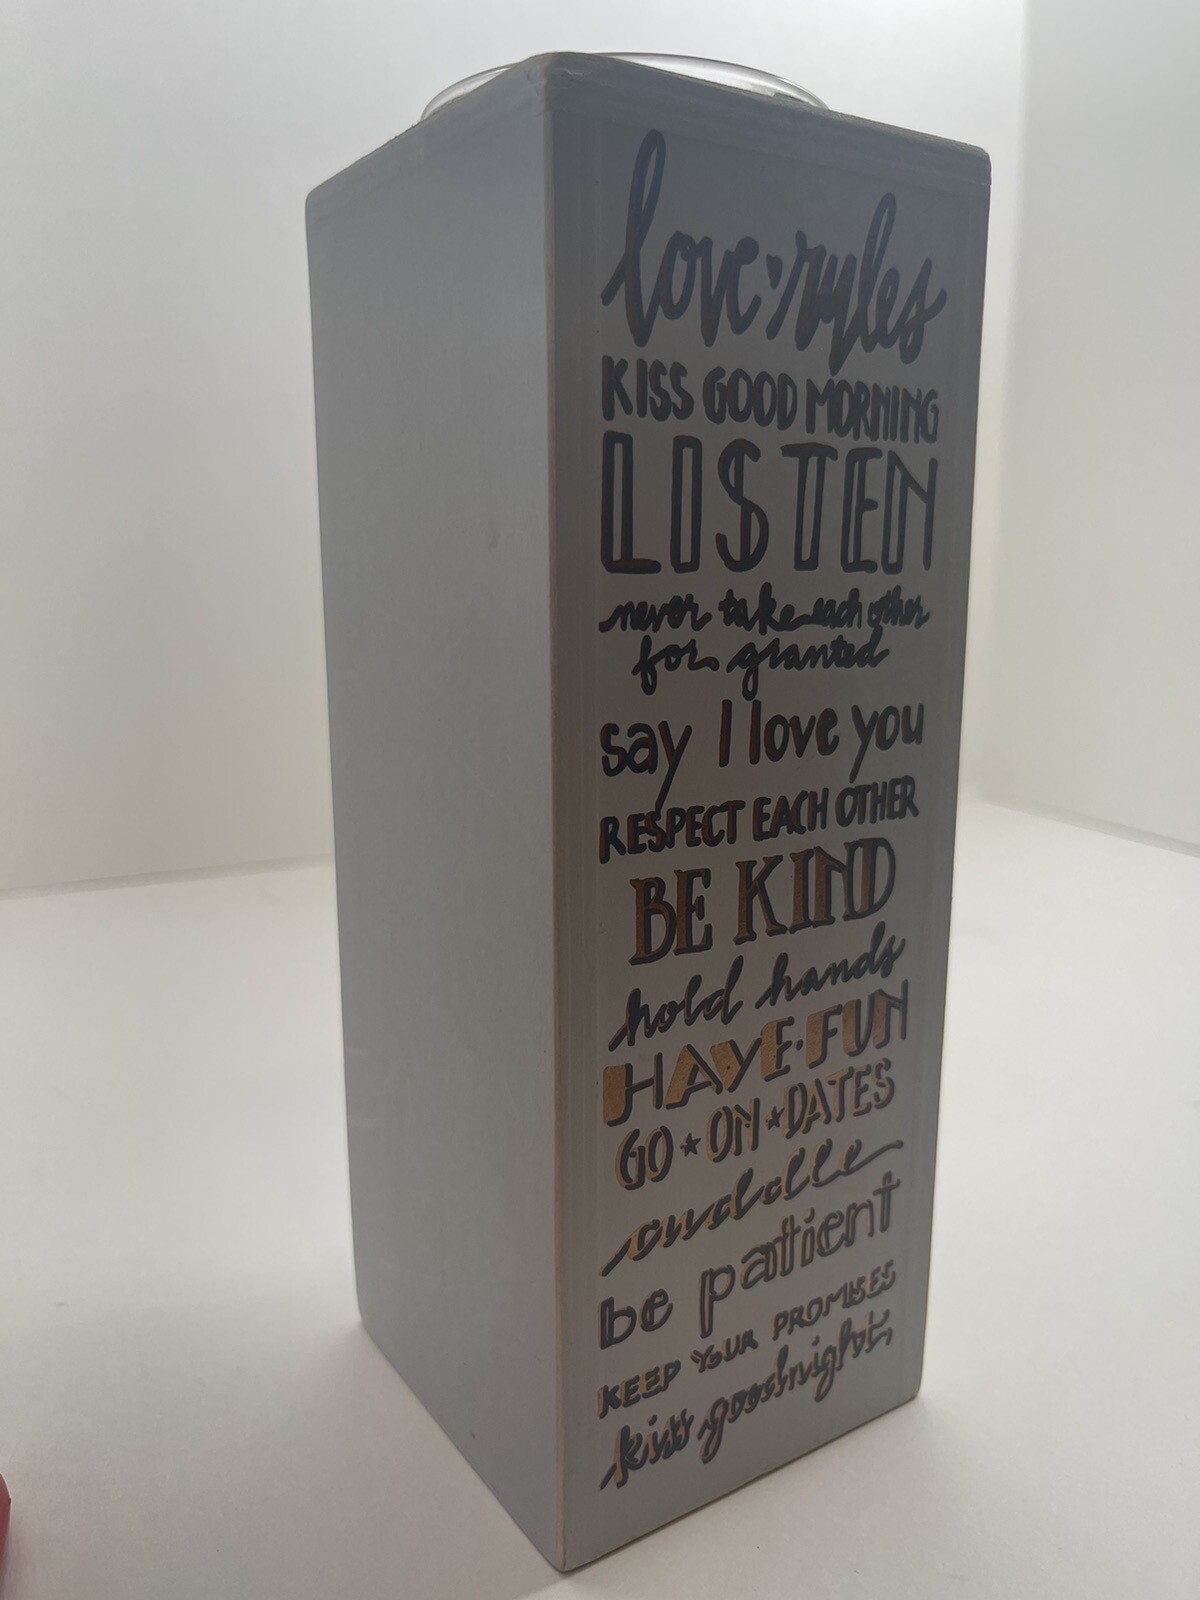 love · rules
KISS GOOD MORNING
LISTEN
never take each other
for granted
say I love you
RESPECT EACH OTHER
BE KIND
hold hands
HAVE·FUN
GO★ON★DATES
cuddle
be patient
KEEP YOUR PROMISES
kiss goodnight